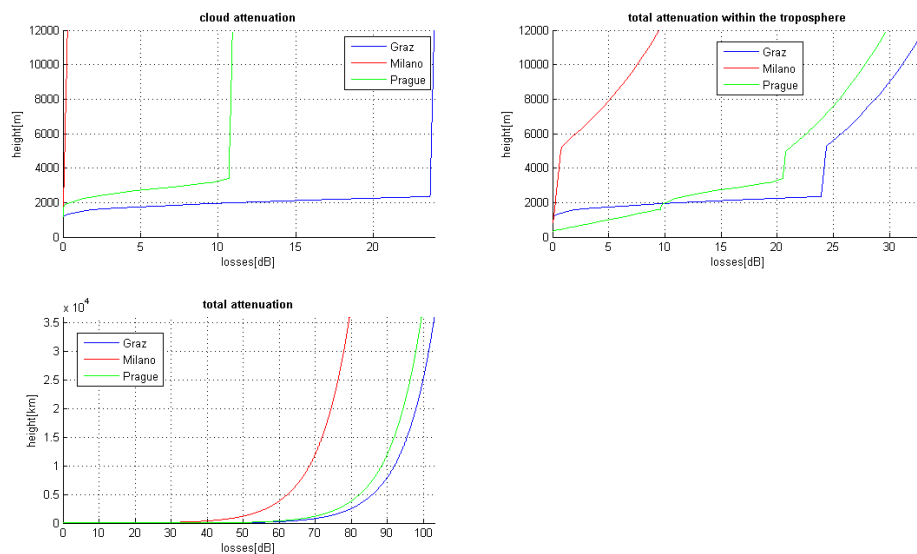 cloud attenuation
12000
10000
8000
6000
4000
2000
0
height[m]
Graz
Milano
Prague
0 5 10 15 20
losses[dB]
total attenuation within the troposphere
12000
10000
8000
6000
4000
2000
0
height[m]
Graz
Milano
Prague
0 5 10 15 20 25 30
losses[dB]
total attenuation
x 10^4
3.5
3
2.5
2
1.5
1
0.5
0
height[km]
Graz
Milano
Prague
0 10 20 30 40 50 60 70 80 90 100
losses[dB]